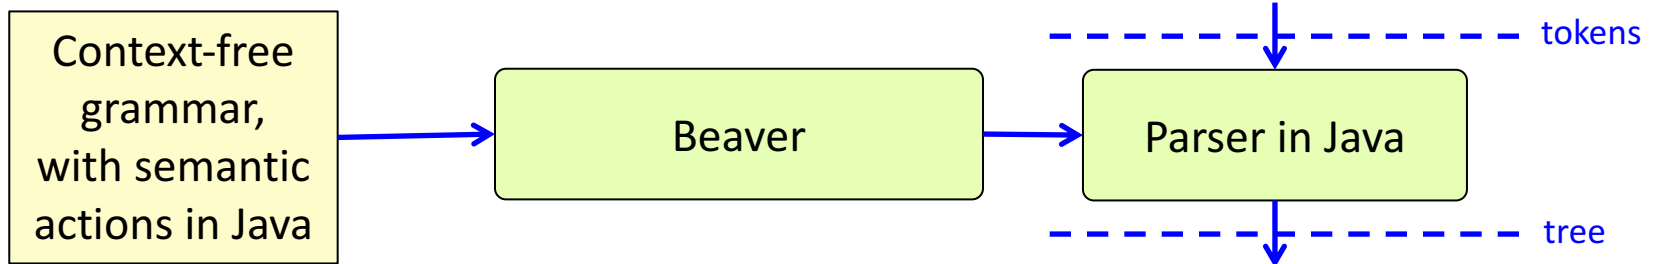 Context-free
grammar,
with semantic
actions in Java
Beaver
Parser in Java
tokens
tree